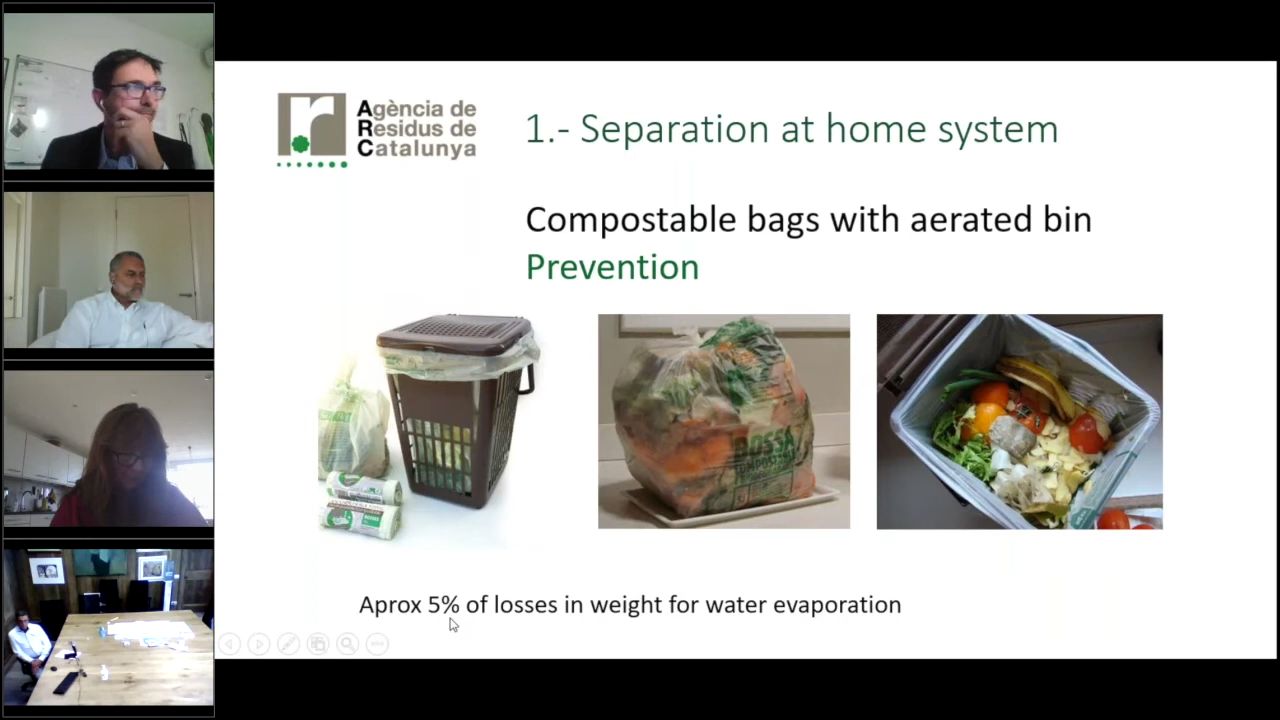 Agència de
Residus de
Catalunya
1.- Separation at home system
Compostable bags with aerated bin
Prevention
BOSSA
Aprox 5% of losses in weight for water evaporation